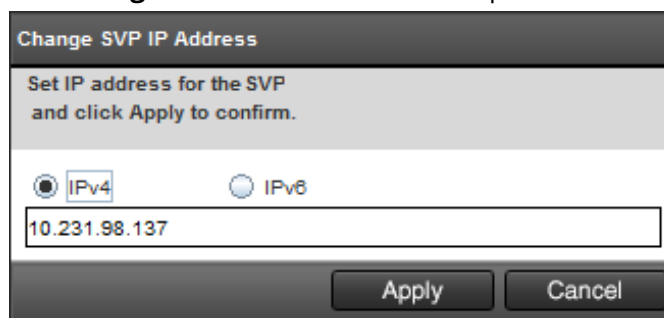 Change SVP IP Address
Set IP address for the SVP
and click Apply to confirm.
IPv4 IPv6
10.231.98.137
Apply Cancel